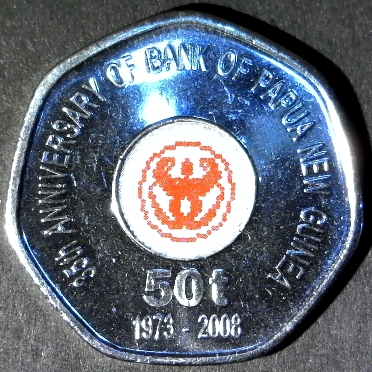 35th ANNIVERSARY OF BANK OF PAPUA NEW GUINEA
50t
1973 - 2008